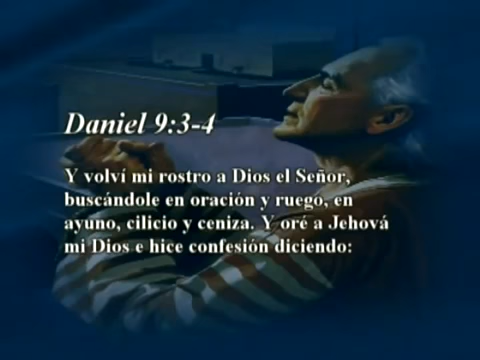 Daniel 9:3-4
Y volví mi rostro a Dios el Señor,
buscándole en oración y ruego, en
ayuno, cilicio y ceniza. Y oré a Jehová
mi Dios e hice confesión diciendo: